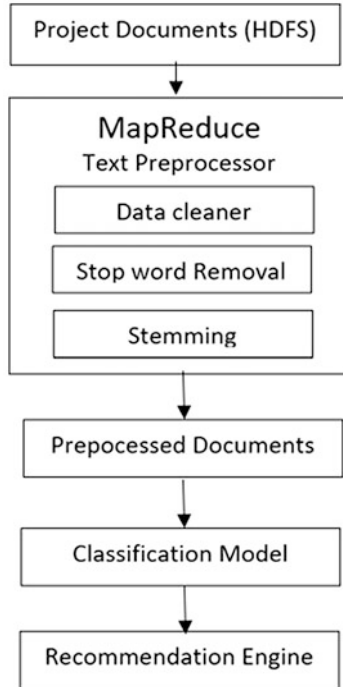 Project Documents (HDFS)
MapReduce
Text Preprocessor
Data cleaner
Stop word Removal
Stemming
Prepocessed Documents
Classification Model
Recommendation Engine